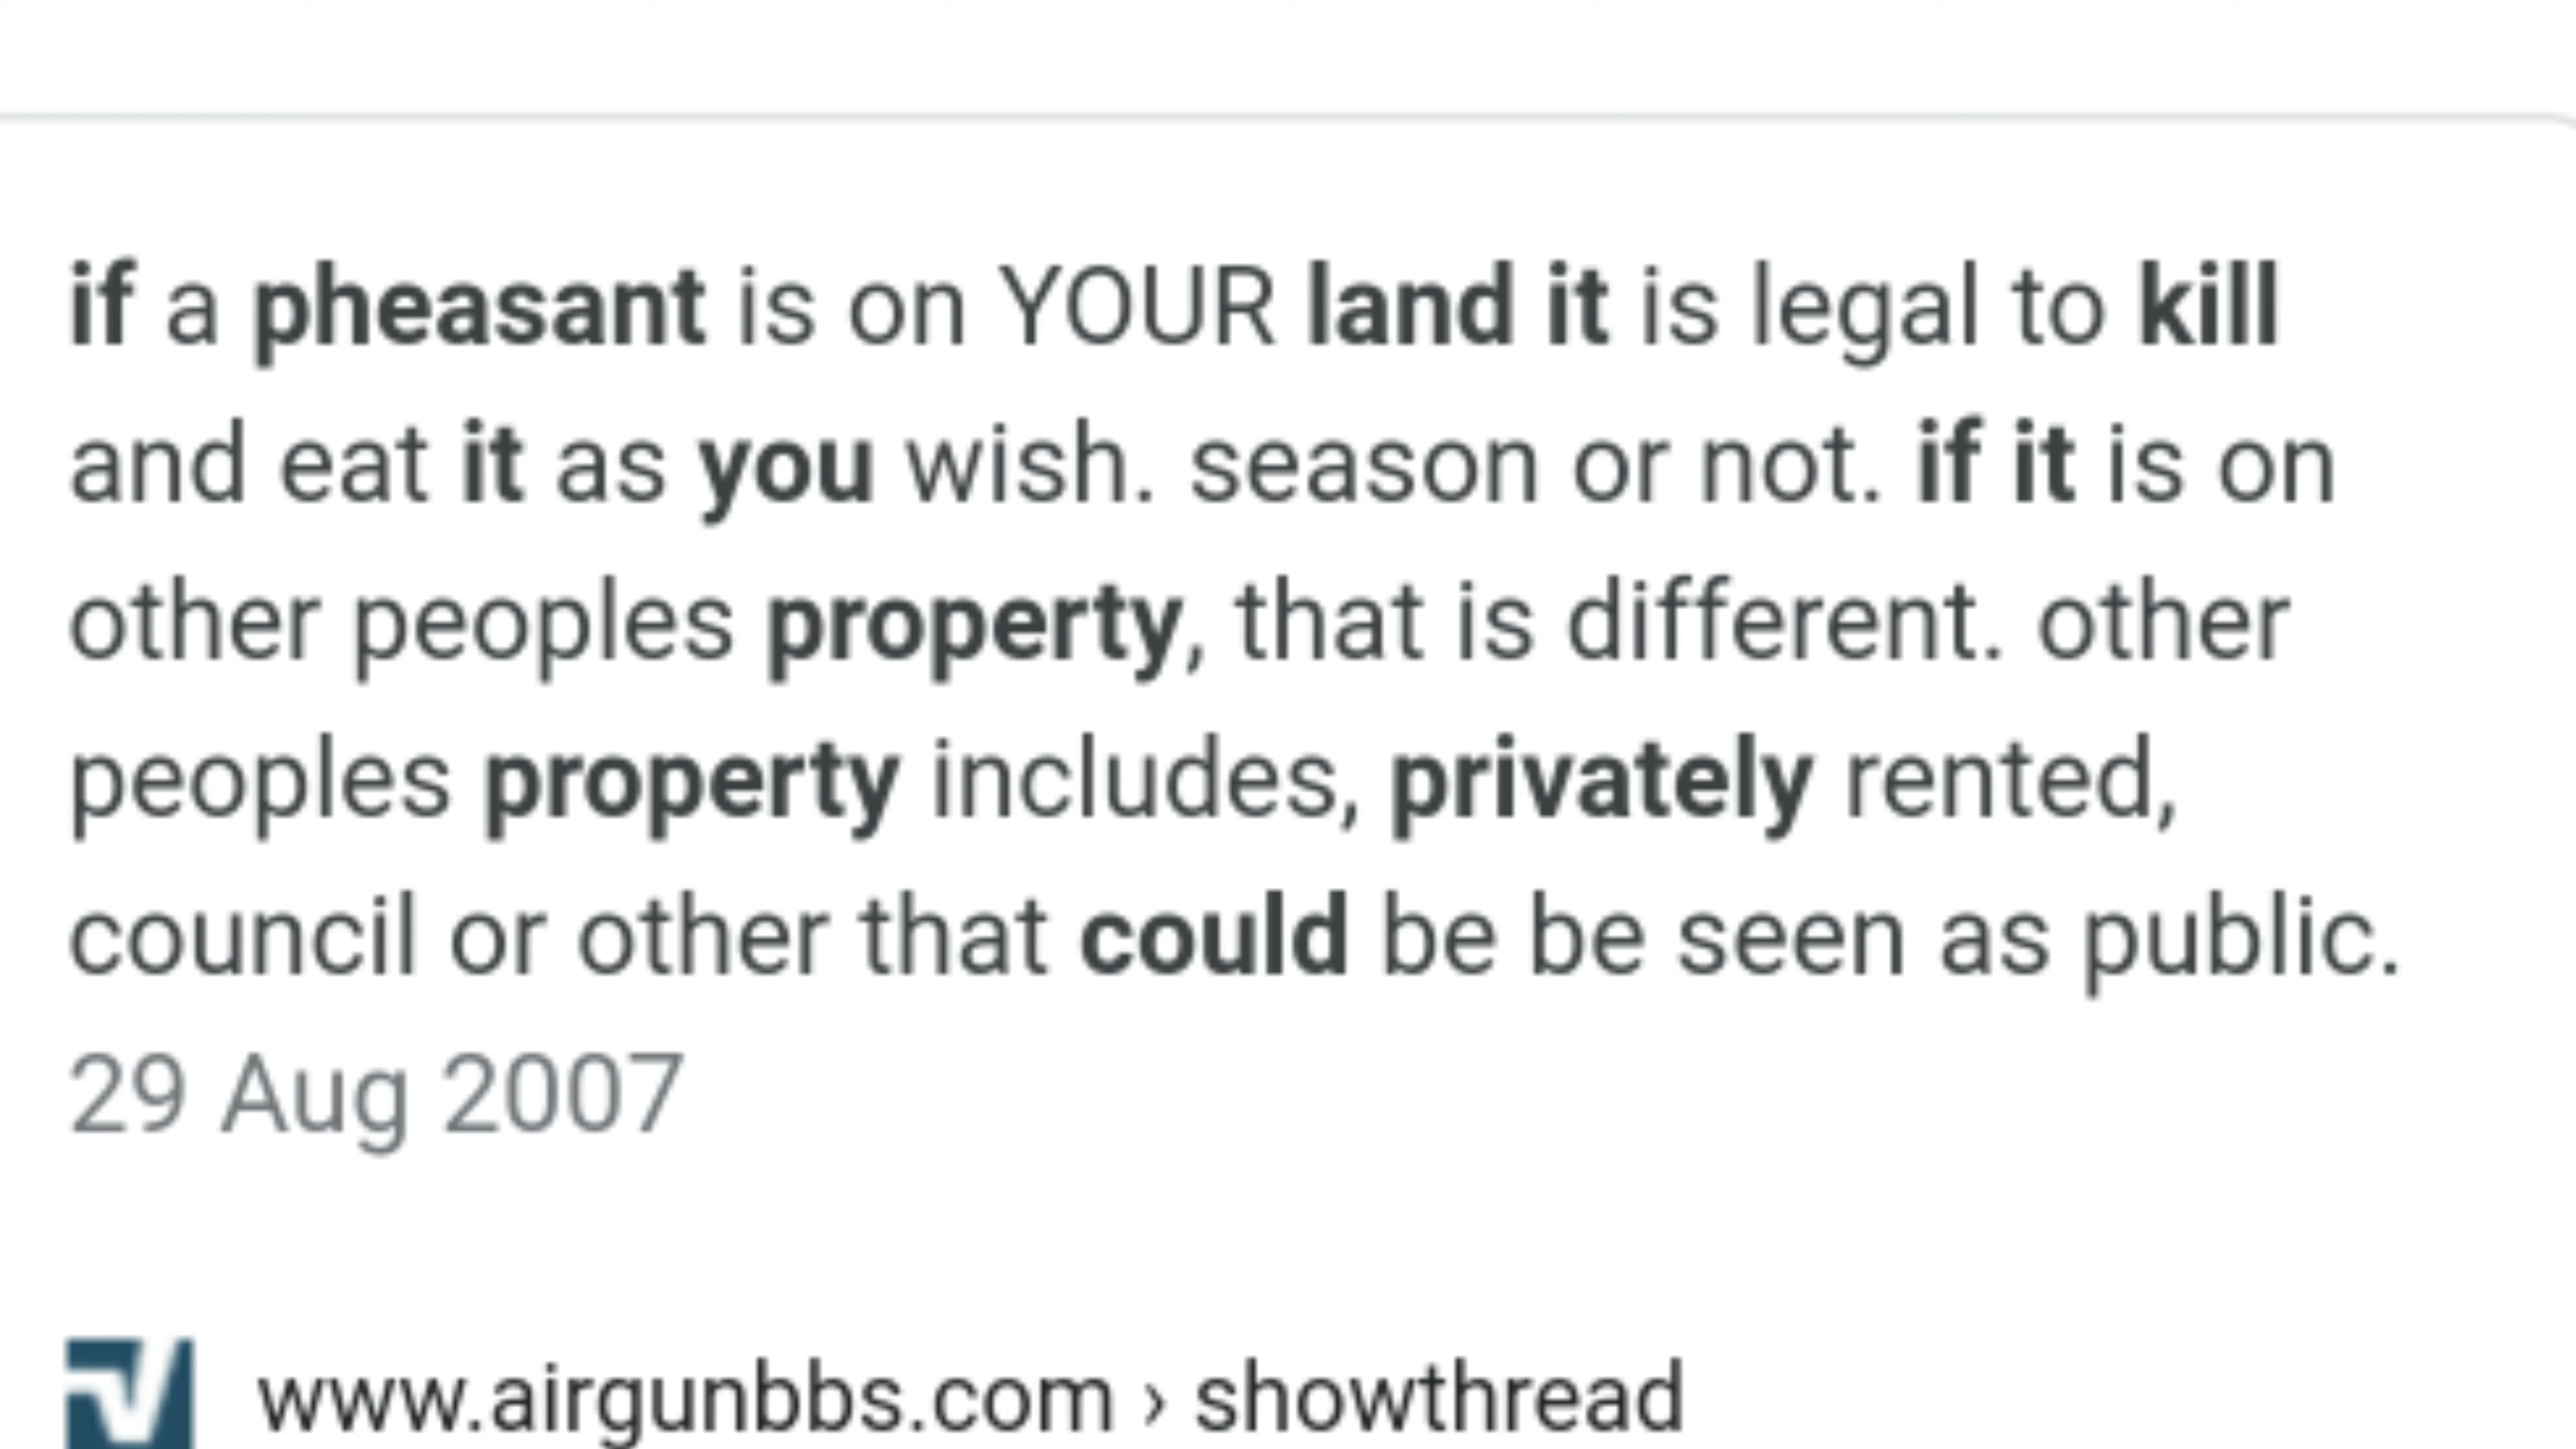 if a pheasant is on YOUR land it is legal to kill
and eat it as you wish. season or not. if it is on
other peoples property, that is different. other
peoples property includes, privately rented,
council or other that could be be seen as public.
29 Aug 2007
www.airgunbbs.com › showthread